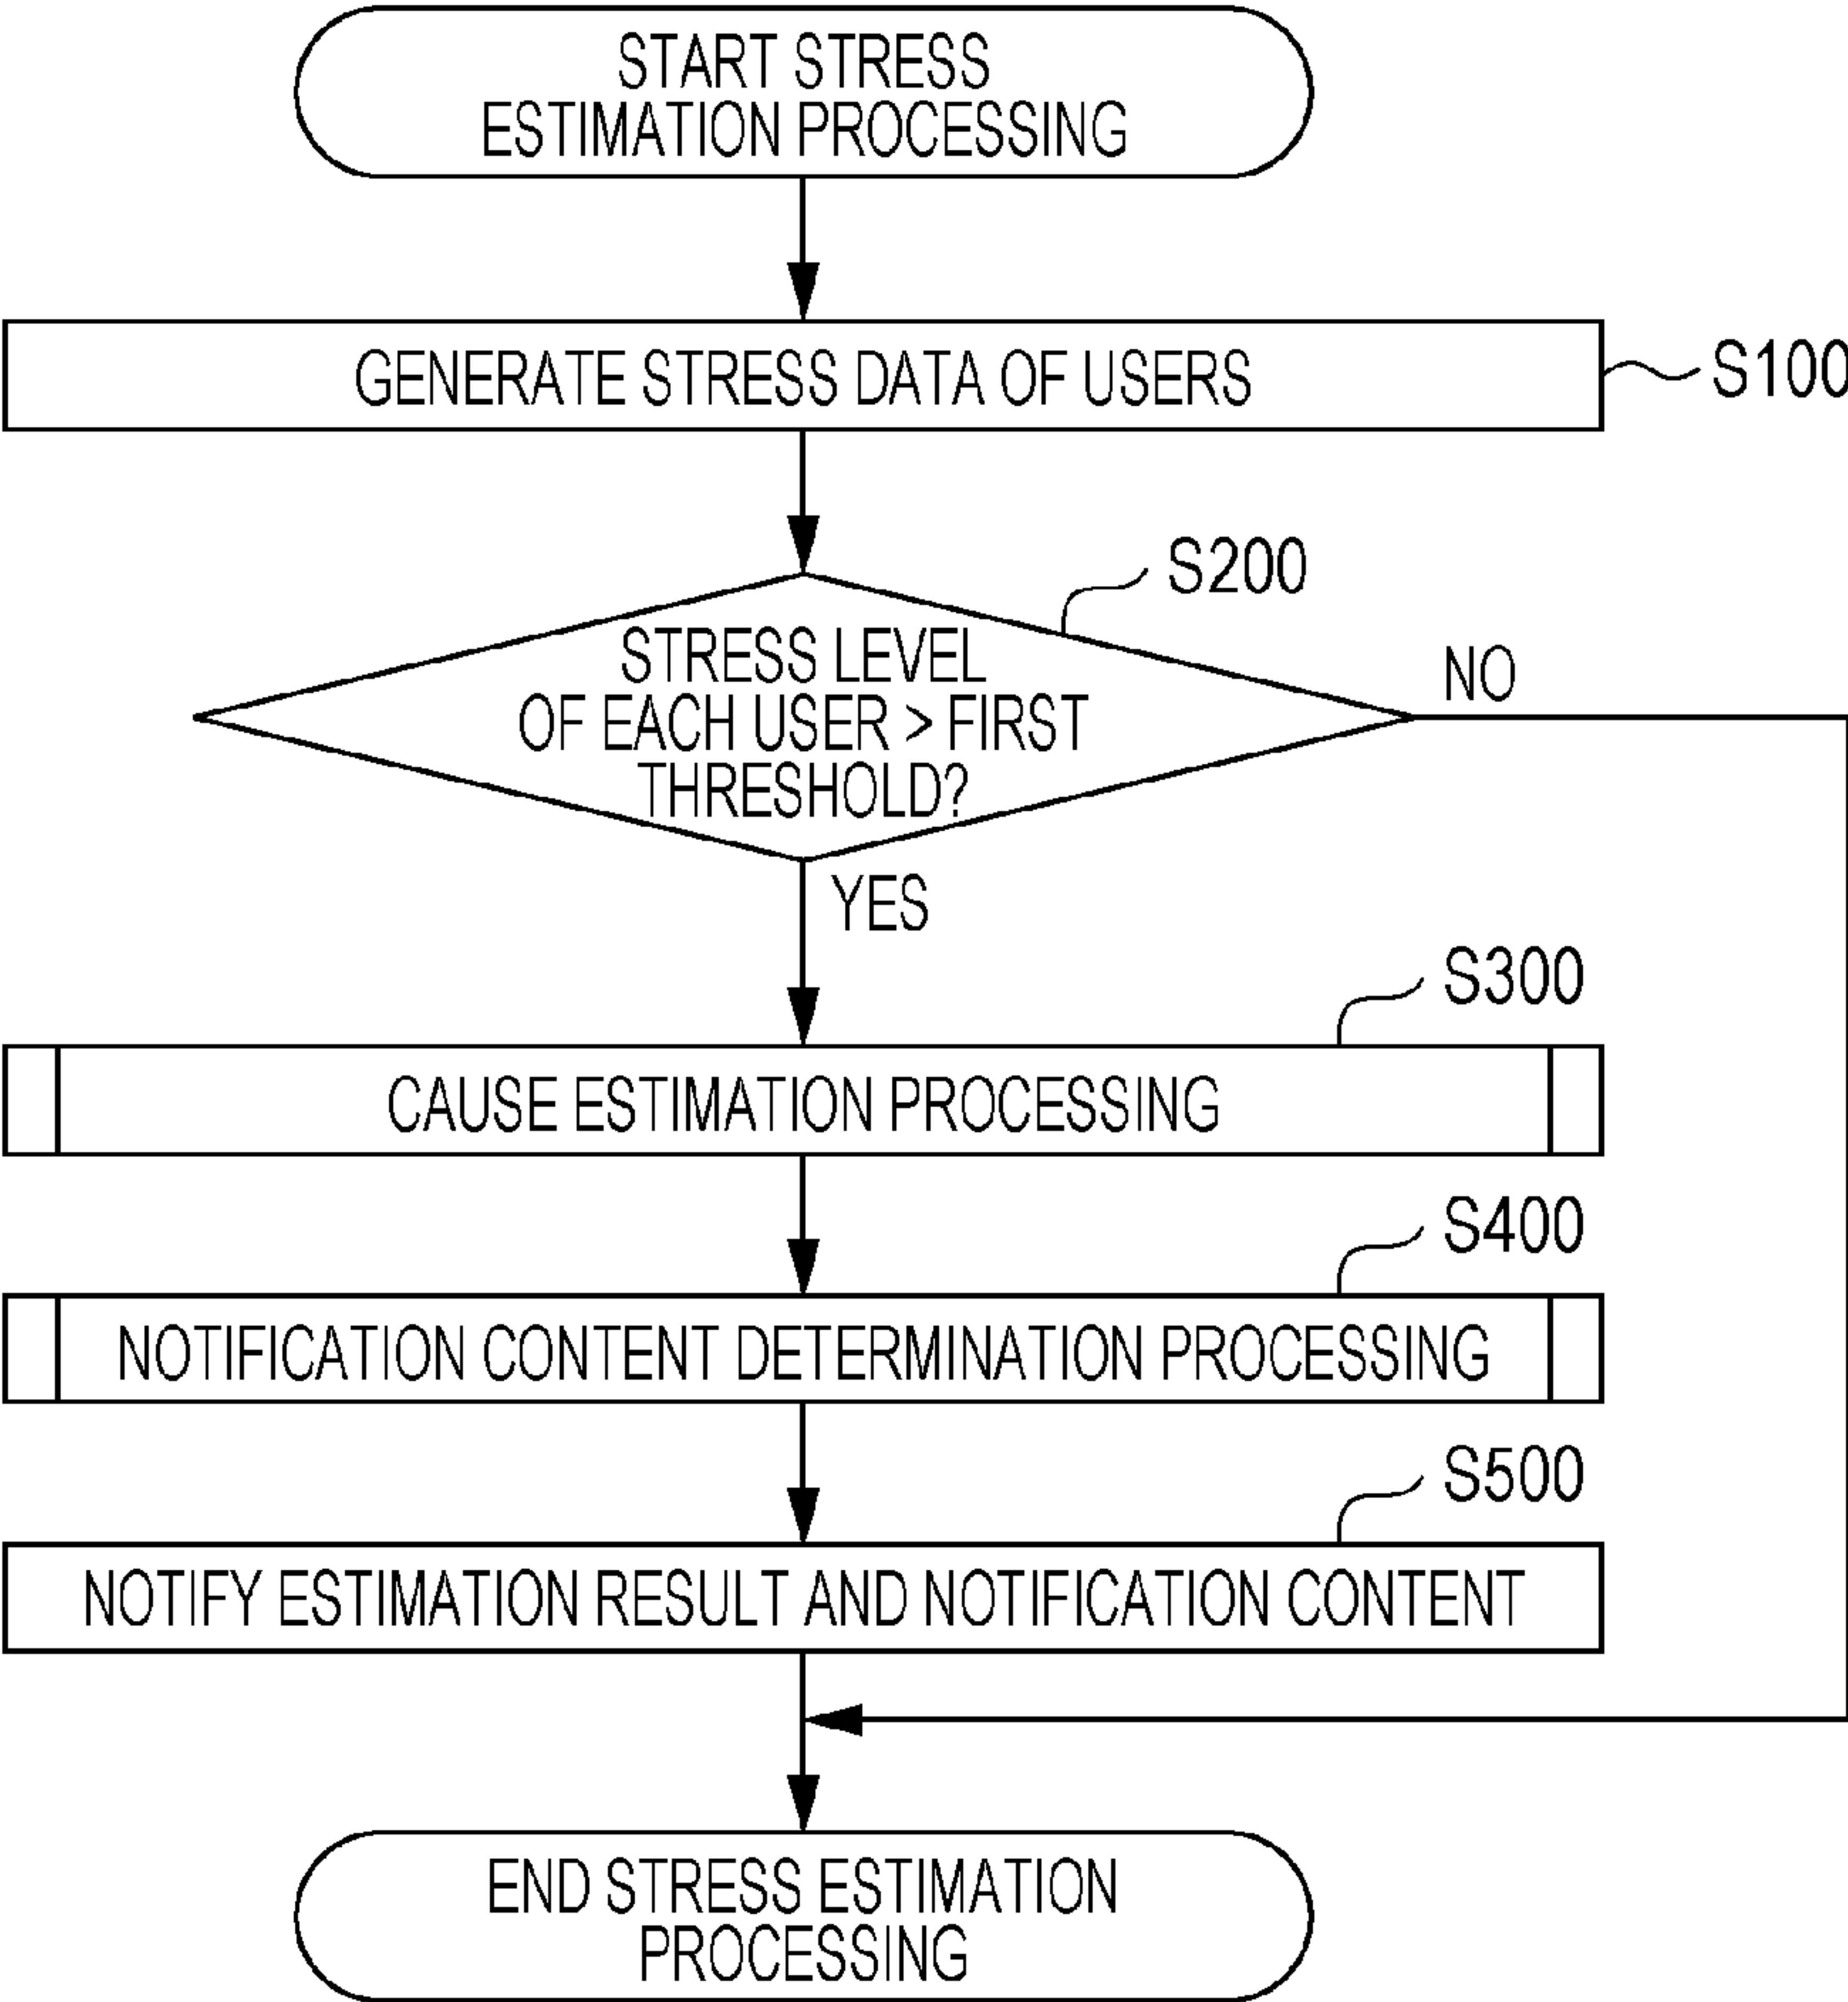 START STRESS
ESTIMATION PROCESSING
GENERATE STRESS DATA OF USERS
S100
S200
STRESS LEVEL
OF EACH USER > FIRST
THRESHOLD?
NO
YES
S300
CAUSE ESTIMATION PROCESSING
S400
NOTIFICATION CONTENT DETERMINATION PROCESSING
S500
NOTIFY ESTIMATION RESULT AND NOTIFICATION CONTENT
END STRESS ESTIMATION
PROCESSING